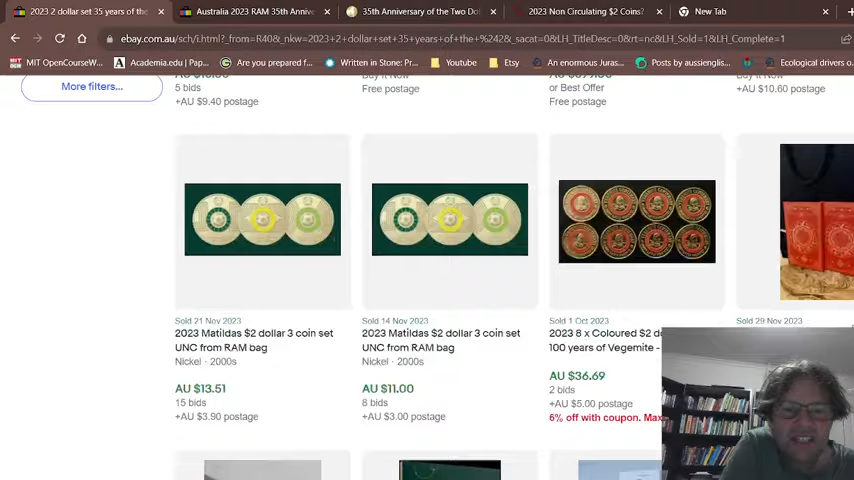 2023 2 dollar set 35 years of the
Australia 2023 RAM 35th Anniv
35th Anniversary of the Two Dol
2023 Non Circulating $2 Coins?
New Tab
ebay.com.au/sch/i.html?_from=R40&_nkw=2023+2+dollar+set+35+years+of+the+%242&_sacat=0&LH_TitleDesc=0&rt=nc&LH_Sold=1&LH_Complete=1
MIT OpenCourseW...
Academia.edu | Pap...
Are you prepared f...
Written in Stone: Pr...
Youtube
Etsy
An enormous Juras...
Posts by aussienglis...
Ecological drivers o
More filters...
5 bids
+AU $9.40 postage
Buy It Now
Free postage
or Best Offer
Free postage
Buy It Now
+AU $10.60 postage
Sold 21 Nov 2023
2023 Matildas $2 dollar 3 coin set
UNC from RAM bag
Nickel · 2000s
AU $13.51
15 bids
+AU $3.90 postage
Sold 14 Nov 2023
2023 Matildas $2 dollar 3 coin set
UNC from RAM bag
Nickel · 2000s
AU $11.00
8 bids
+AU $3.00 postage
Sold 1 Oct 2023
2023 8 x Coloured $2 do
100 years of Vegemite -
AU $36.69
2 bids
+AU $5.00 postage
6% off with coupon. Max
Sold 29 Nov 2023